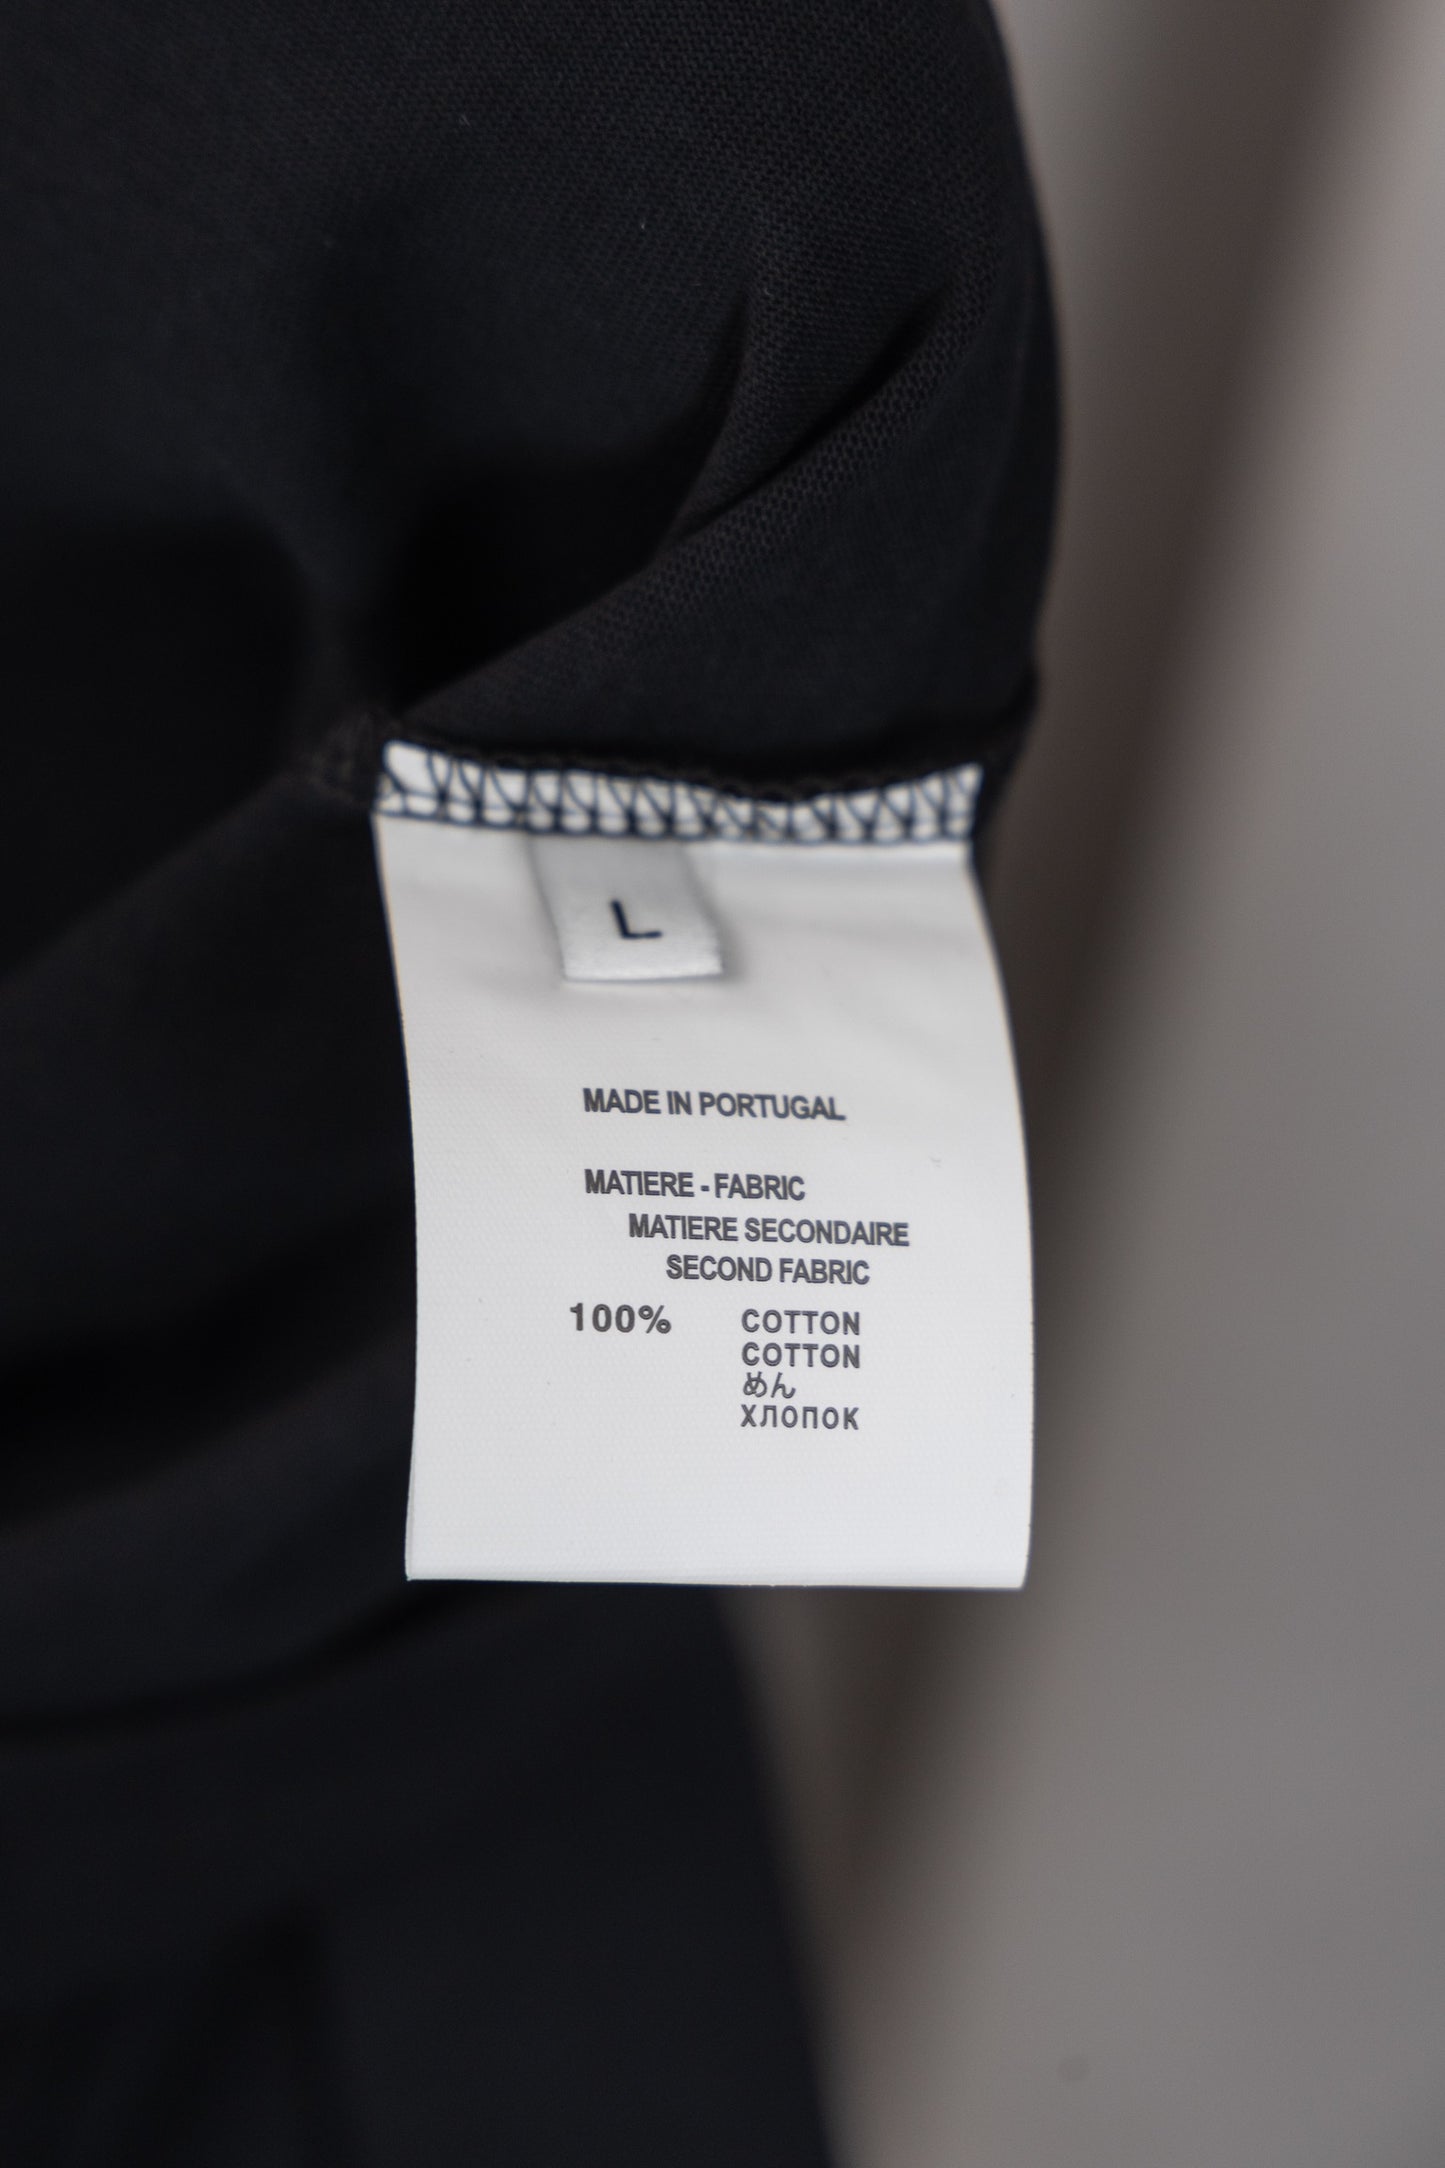 L
MADE IN PORTUGAL
MATIERE - FABRIC
MATIERE SECONDAIRE
SECOND FABRIC
100% COTTON
COTTON
めん
ХЛОПОК